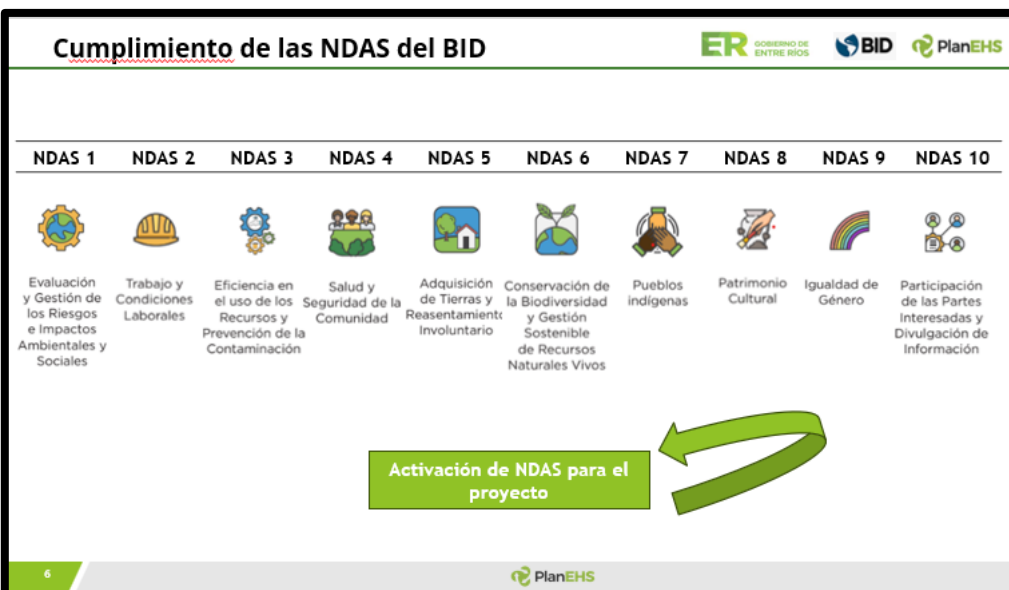 Cumplimiento de las NDAS del BID
ER GOBIERNO DE
ENTRE RÍOS
BID
PlanEHS
NDAS 1 NDAS 2 NDAS 3 NDAS 4 NDAS 5 NDAS 6 NDAS 7 NDAS 8 NDAS 9 NDAS 10
Evaluación
y Gestión de
los Riesgos
e Impactos
Ambientales y
Sociales
Trabajo y
Condiciones
Laborales
Eficiencia en
el uso de los
Recursos y
Prevención de la
Contaminación
Salud y
Seguridad de la
Comunidad
Adquisición
de Tierras y
Reasentamiento
Involuntario
Conservación de
la Biodiversidad
y Gestión
Sostenible
de Recursos
Naturales Vivos
Pueblos
indígenas
Patrimonio
Cultural
Igualdad de
Género
Participación
de las Partes
Interesadas y
Divulgación de
Información
Activación de NDAS para el
proyecto
6
PlanEHS